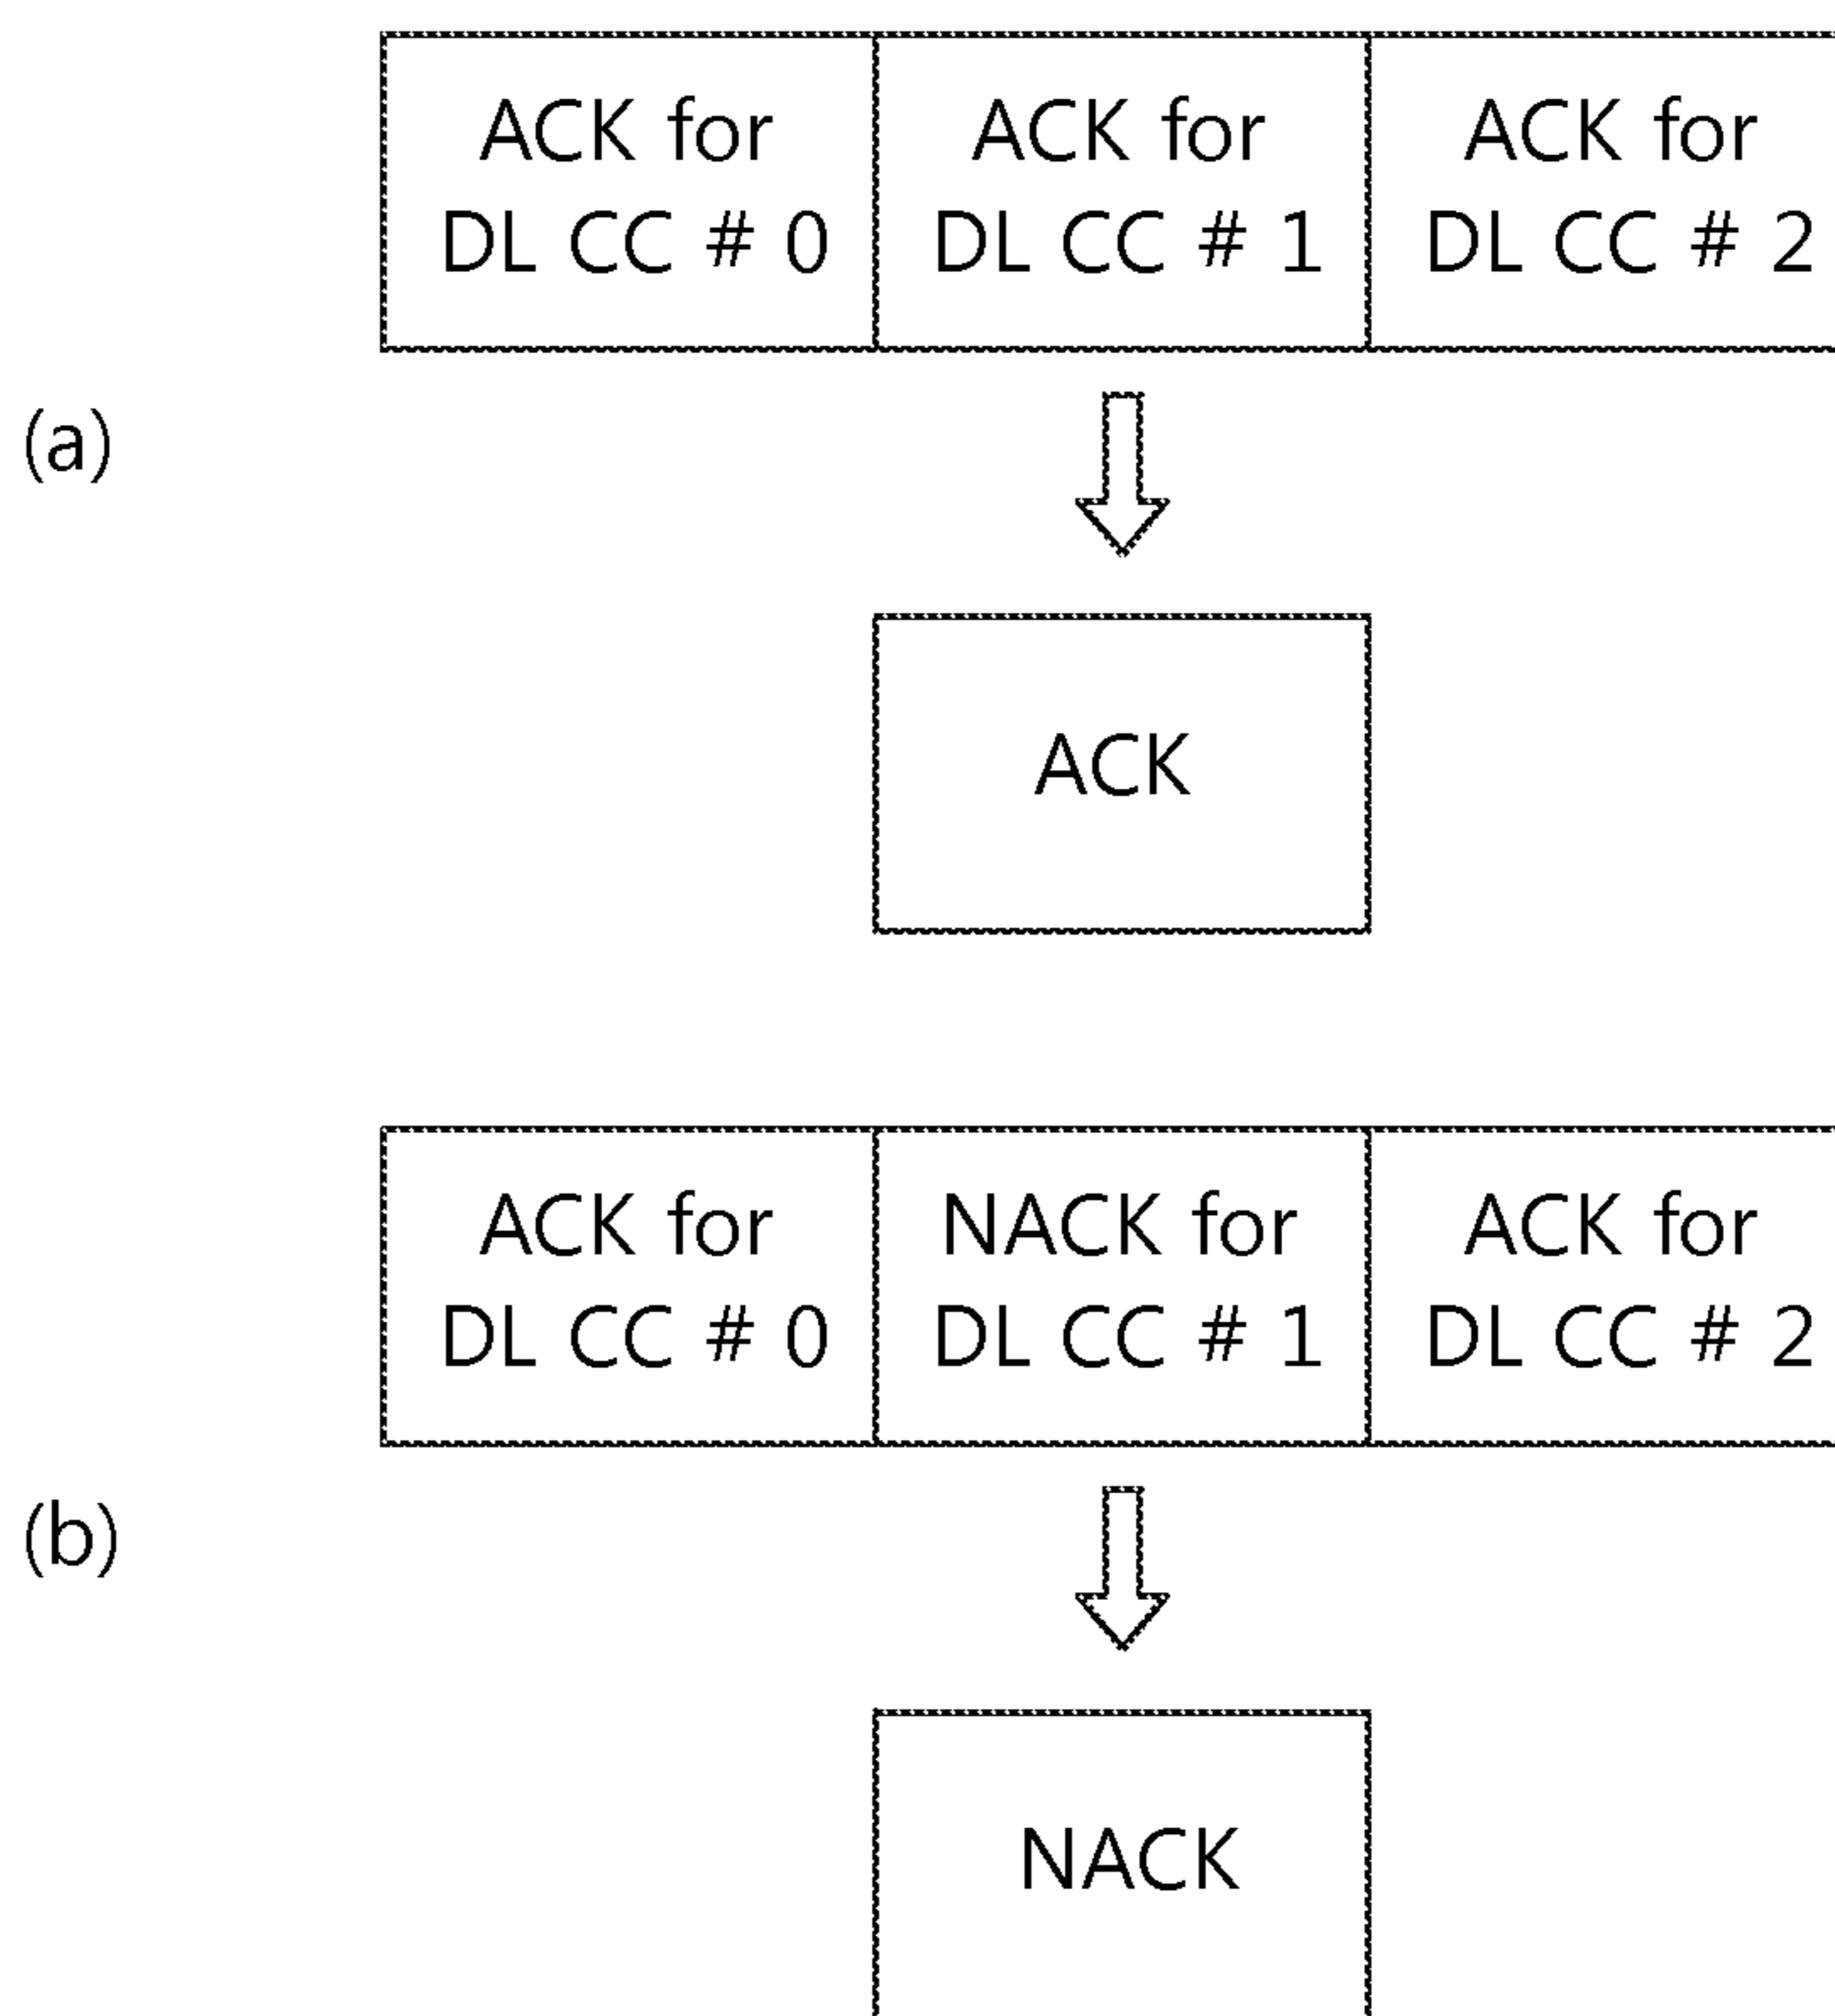 ACK for
DL CC # 0
ACK for
DL CC # 1
ACK for
DL CC # 2
(a)
ACK
ACK for
DL CC # 0
NACK for
DL CC # 1
ACK for
DL CC # 2
(b)
NACK